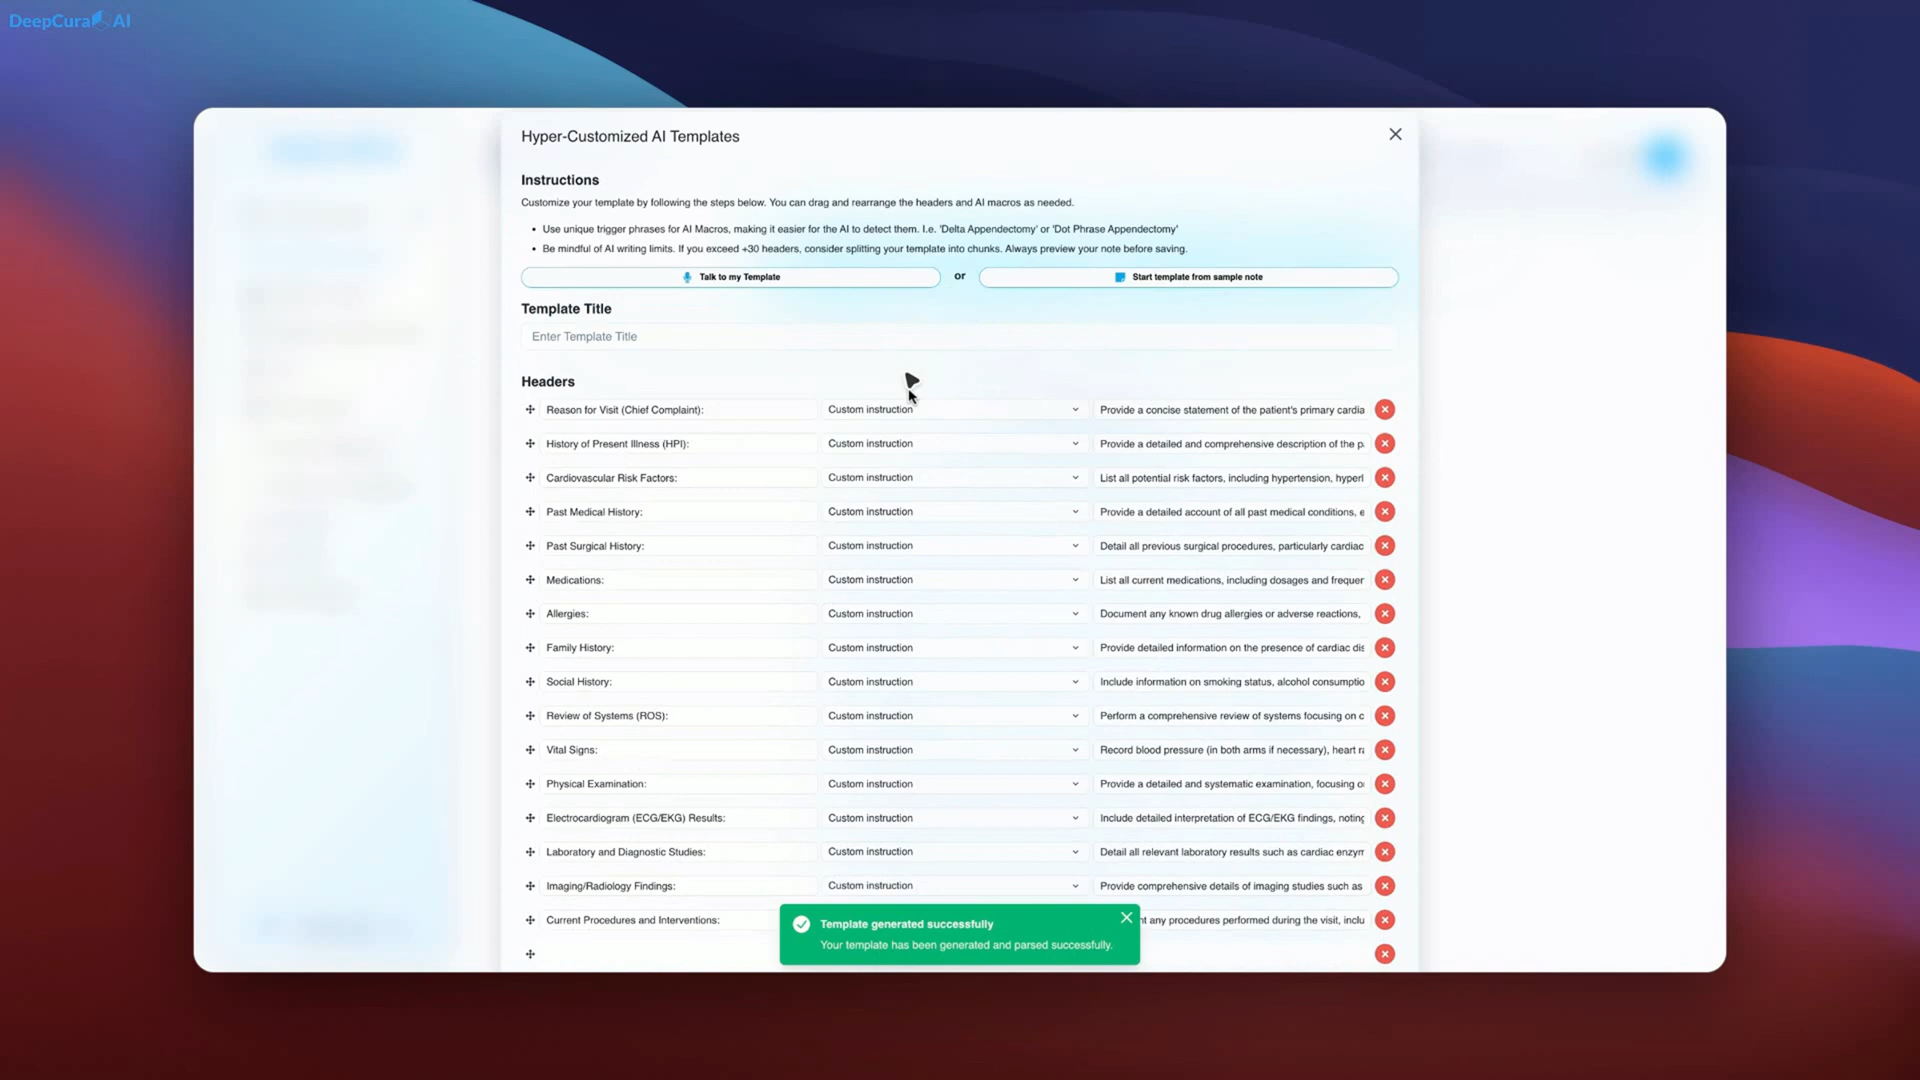 DeepCura AI
Hyper-Customized AI Templates
Instructions
Customize your template by following the steps below. You can drag and rearrange the headers and AI macros as needed.
• Use unique trigger phrases for AI Macros, making it easier for the AI to detect them. I.e. 'Delta Appendectomy' or 'Dot Phrase Appendectomy'
• Be mindful of AI writing limits. If you exceed +30 headers, consider splitting your template into chunks. Always preview your note before saving.
Talk to my Template or Start template from sample note
Template Title
Enter Template Title
Headers
Reason for Visit (Chief Complaint): Custom instruction Provide a concise statement of the patient's primary cardia
History of Present Illness (HPI): Custom instruction Provide a detailed and comprehensive description of the p
Cardiovascular Risk Factors: Custom instruction List all potential risk factors, including hypertension, hyperl
Past Medical History: Custom instruction Provide a detailed account of all past medical conditions, e
Past Surgical History: Custom instruction Detail all previous surgical procedures, particularly cardiac
Medications: Custom instruction List all current medications, including dosages and frequen
Allergies: Custom instruction Document any known drug allergies or adverse reactions,
Family History: Custom instruction Provide detailed information on the presence of cardiac dis
Social History: Custom instruction Include information on smoking status, alcohol consumptio
Review of Systems (ROS): Custom instruction Perform a comprehensive review of systems focusing on c
Vital Signs: Custom instruction Record blood pressure (in both arms if necessary), heart ra
Physical Examination: Custom instruction Provide a detailed and systematic examination, focusing o
Electrocardiogram (ECG/EKG) Results: Custom instruction Include detailed interpretation of ECG/EKG findings, noting
Laboratory and Diagnostic Studies: Custom instruction Detail all relevant laboratory results such as cardiac enzym
Imaging/Radiology Findings: Custom instruction Provide comprehensive details of imaging studies such as
Current Procedures and Interventions: any procedures performed during the visit, inclu
Template generated successfully
Your template has been generated and parsed successfully.